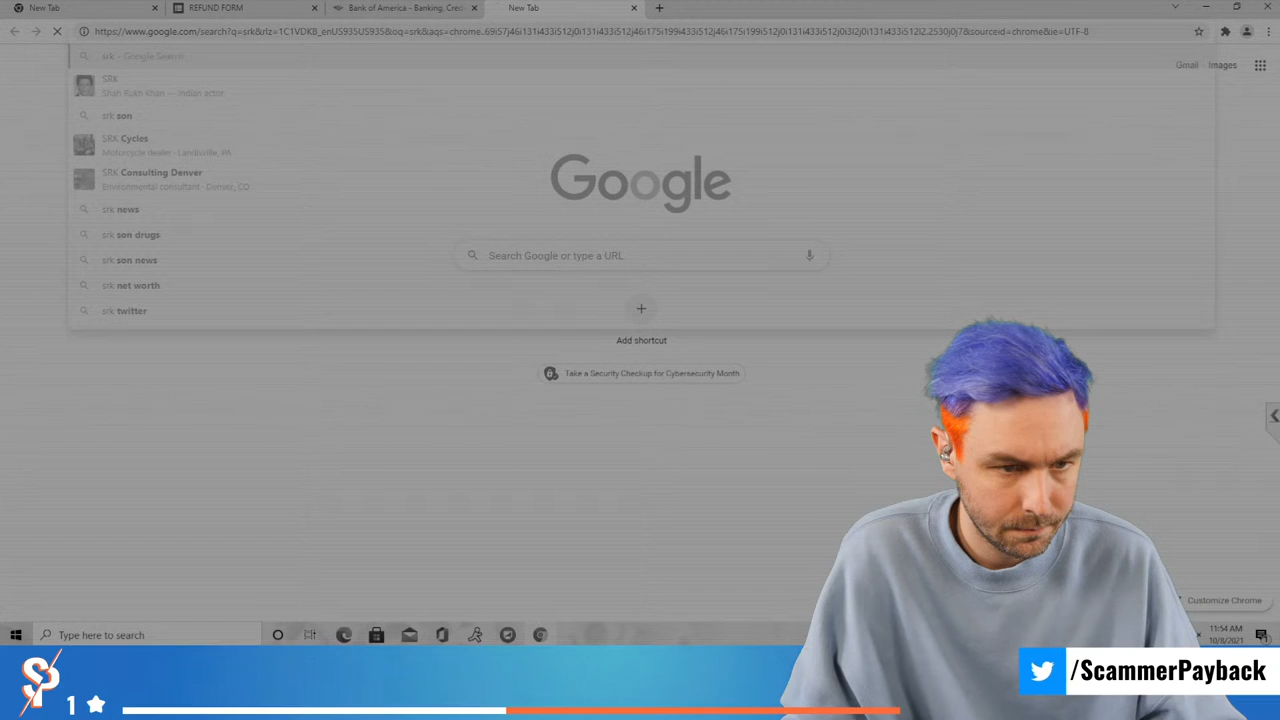 New Tab
REFUND FORM
Bank of America - Banking, Cred
New Tab
https://www.google.com/search?q=srk&rlz=1C1VDKB_enUS935US935&oq=srk&aqs=chrome..69i57j46i131i433i512j0i131i433i512j46i175i199i433i512j46i175i199i512j0i131i433i512j0i3l2j0i131i433i512l2.2530j0j7&sourceid=chrome&ie=UTF-8
srk - Google Search
Gmail Images
SRK
Shah Rukh Khan — Indian actor
srk son
SRK Cycles
Motorcycle dealer · Landisville, PA
SRK Consulting Denver
Environmental consultant · Denver, CO
srk news
srk son drugs
srk son news
srk net worth
srk twitter
Google
Search Google or type a URL
Add shortcut
Take a Security Checkup for Cybersecurity Month
Customize Chrome
Type here to search
11:54 AM
10/8/2021
SP
1
/ScammerPayback